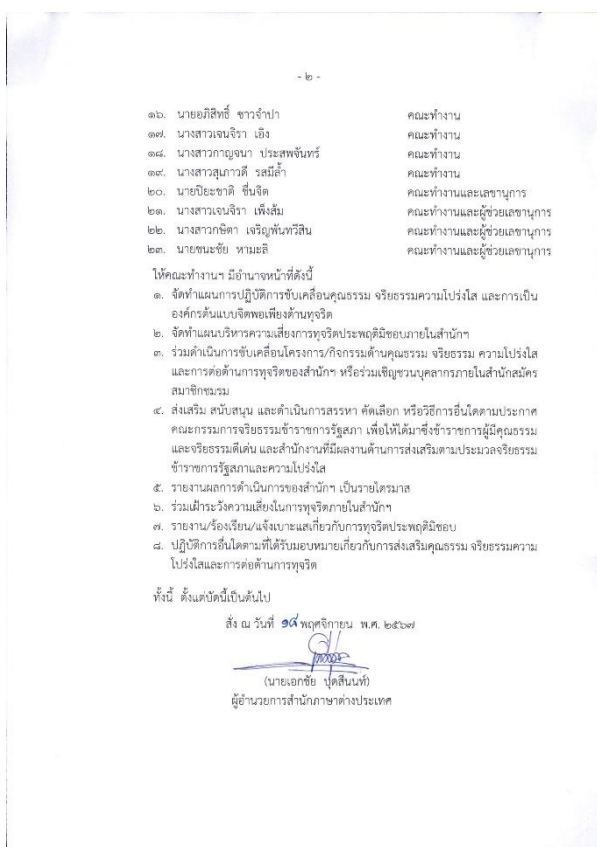 - ๒ -
๑๖. นายอภิสิทธิ์ ชาวจำปา คณะทำงาน
๑๗. นางสาวเจนจิรา เอิง คณะทำงาน
๑๘. นางสาวกาญจนา ประสพจันทร์ คณะทำงาน
๑๙. นางสาวสุเภาวดี รสมีล้ำ คณะทำงาน
๒๐. นายปิยะชาติ ชื่นจิต คณะทำงานและเลขานุการ
๒๑. นางสาวเจนจิรา เพ็งส้ม คณะทำงานและผู้ช่วยเลขานุการ
๒๒. นางสาวกษิตา เจริญพันทวีสิน คณะทำงานและผู้ช่วยเลขานุการ
๒๓. นายชนะชัย หามะลิ คณะทำงานและผู้ช่วยเลขานุการ
ให้คณะทำงานฯ มีอำนาจหน้าที่ดังนี้
๑. จัดทำแผนการปฏิบัติการขับเคลื่อนคุณธรรม จริยธรรมความโปร่งใส และการเป็น
องค์กรต้นแบบจิตพอเพียงต้านทุจริต
๒. จัดทำแผนบริหารความเสี่ยงการทุจริตประพฤติมิชอบภายในสำนักฯ
๓. ร่วมดำเนินการขับเคลื่อนโครงการ/กิจกรรมด้านคุณธรรม จริยธรรม ความโปร่งใส
และการต่อต้านการทุจริตของสำนักฯ หรือร่วมเชิญชวนบุคลากรภายในสำนักสมัคร
สมาชิกชมรม
๔. ส่งเสริม สนับสนุน และดำเนินการสรรหา คัดเลือก หรือวิธีการอื่นใดตามประกาศ
คณะกรรมการจริยธรรมข้าราชการรัฐสภา เพื่อให้ได้มาซึ่งข้าราชการผู้มีคุณธรรม
และจริยธรรมดีเด่น และสำนักงานที่มีผลงานด้านการส่งเสริมตามประมวลจริยธรรม
ข้าราชการรัฐสภาและความโปร่งใส
๕. รายงานผลการดำเนินการของสำนักฯ เป็นรายไตรมาส
๖. ร่วมเฝ้าระวังความเสี่ยงในการทุจริตภายในสำนักฯ
๗. รายงาน/ร้องเรียน/แจ้งเบาะแสเกี่ยวกับการทุจริตประพฤติมิชอบ
๘. ปฏิบัติการอื่นใดตามที่ได้รับมอบหมายเกี่ยวกับการส่งเสริมคุณธรรม จริยธรรมความ
โปร่งใสและการต่อต้านการทุจริต
ทั้งนี้ ตั้งแต่บัดนี้เป็นต้นไป
สั่ง ณ วันที่ ๑๙ พฤศจิกายน พ.ศ. ๒๕๖๗
(นายเอกชัย ปุดสีนนท์)
ผู้อำนวยการสำนักภาษาต่างประเทศ